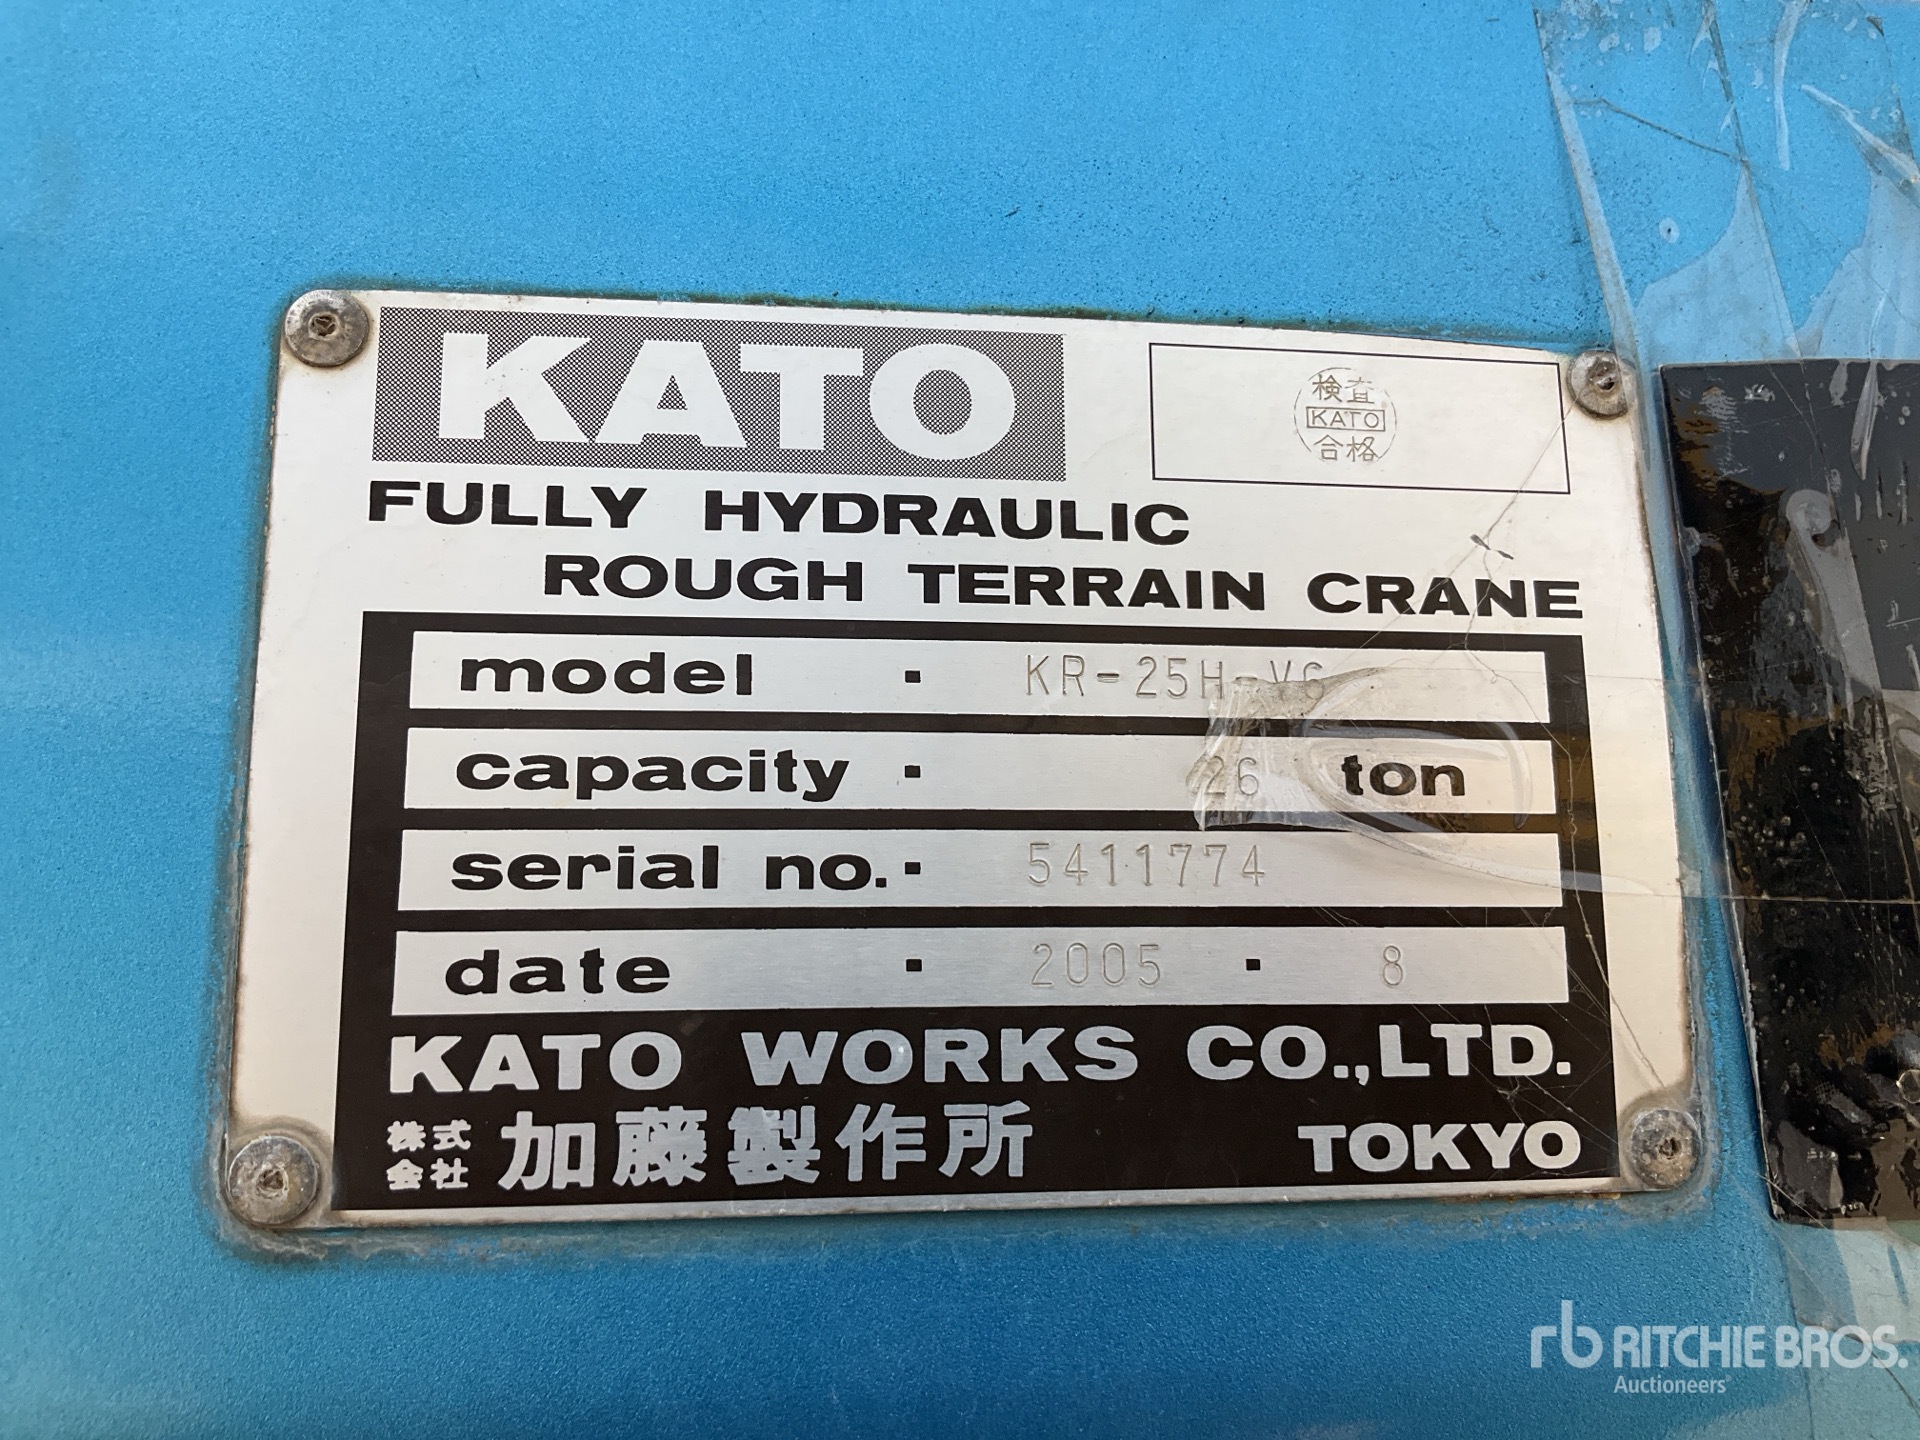 KATO
検査
KATO
合格
FULLY HYDRAULIC
ROUGH TERRAIN CRANE
model · KR-25H-V6
capacity · 26 ton
serial no. · 5411774
date · 2005 · 8
KATO WORKS CO.,LTD.
株式会社 加藤製作所 TOKYO
rb RITCHIE BROS.
Auctioneers